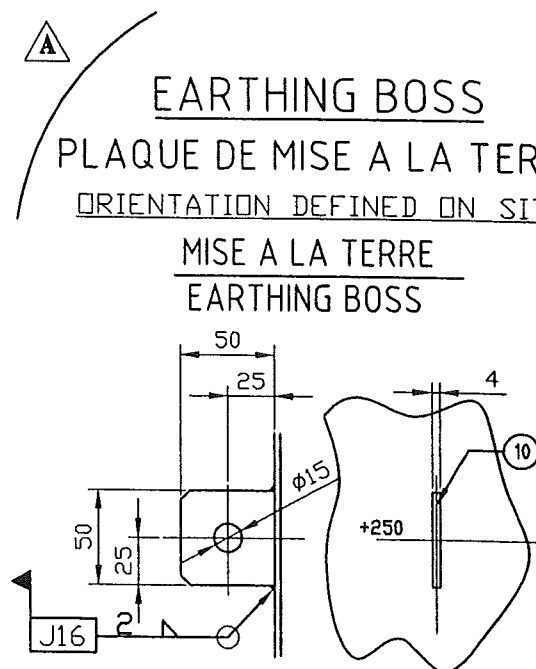 A
EARTHING BOSS
PLAQUE DE MISE A LA TER
ORIENTATION DEFINED ON SIT
MISE A LA TERRE
EARTHING BOSS
50
25
4
10
ø15
50
25
+250
J16
2